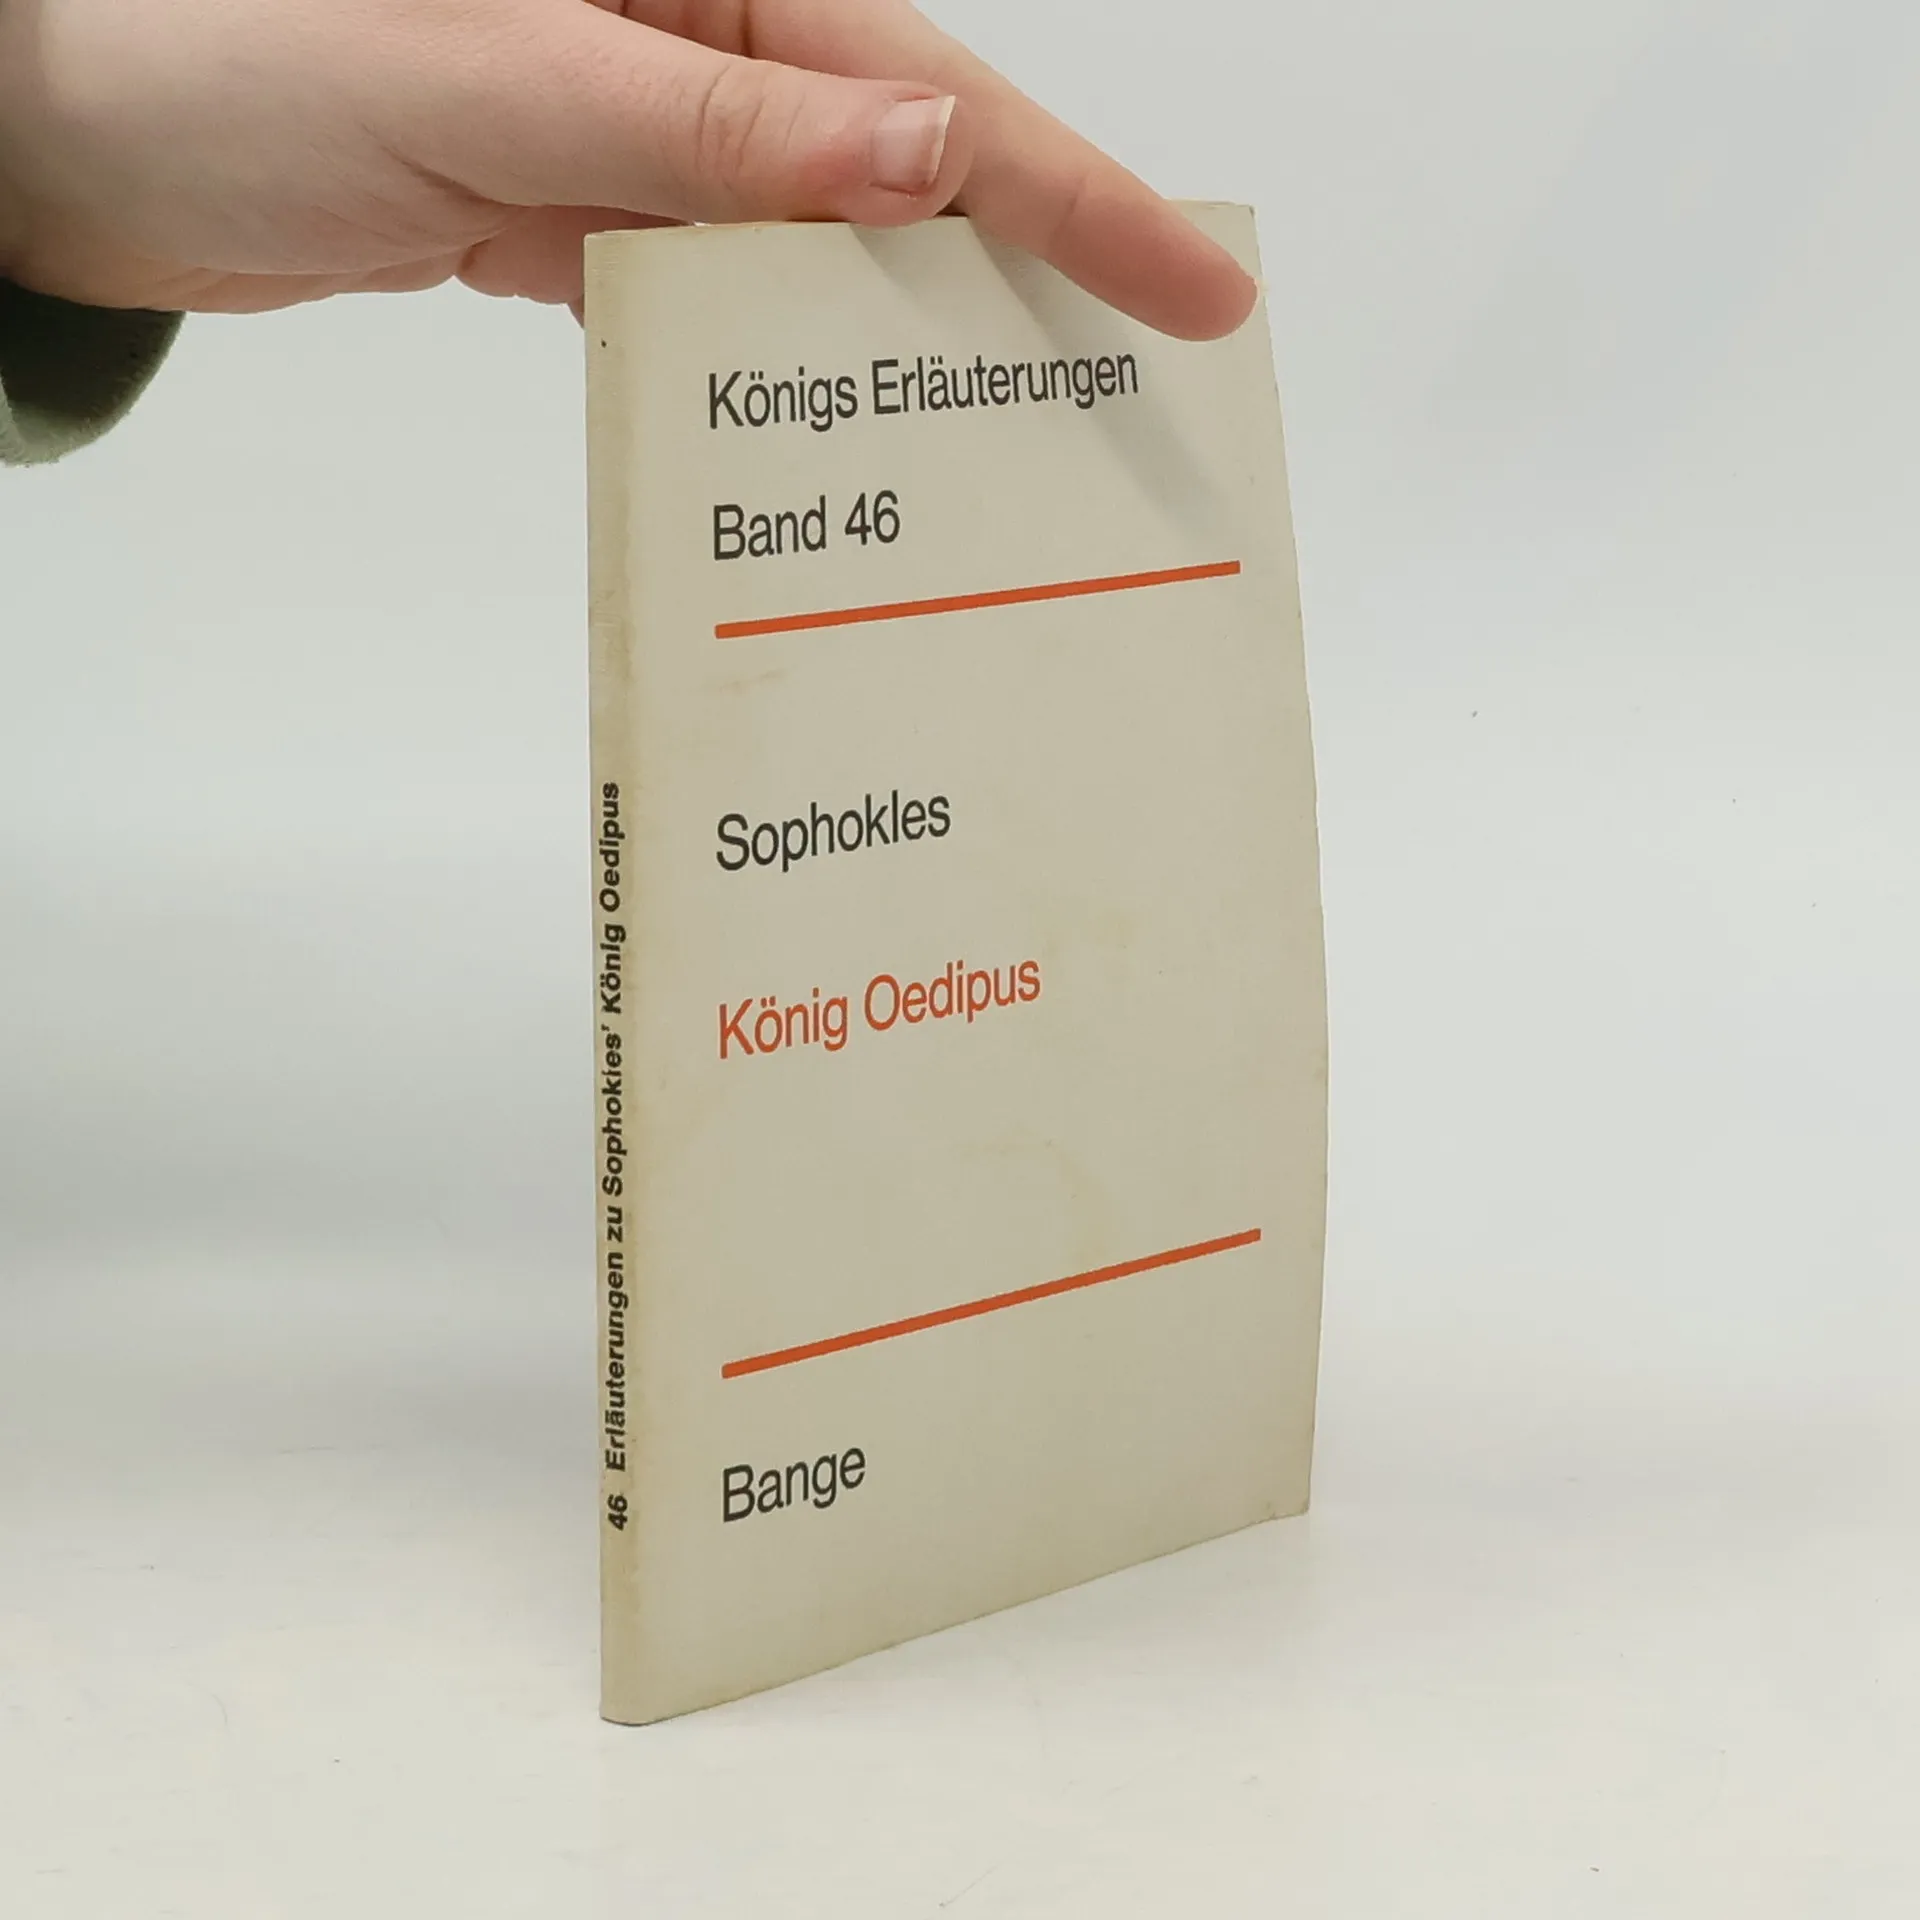 Königs Erläuterungen
Band 46
Sophokles
König Oedipus
Bange
46 Erläuterungen zu Sophokles' König Oedipus